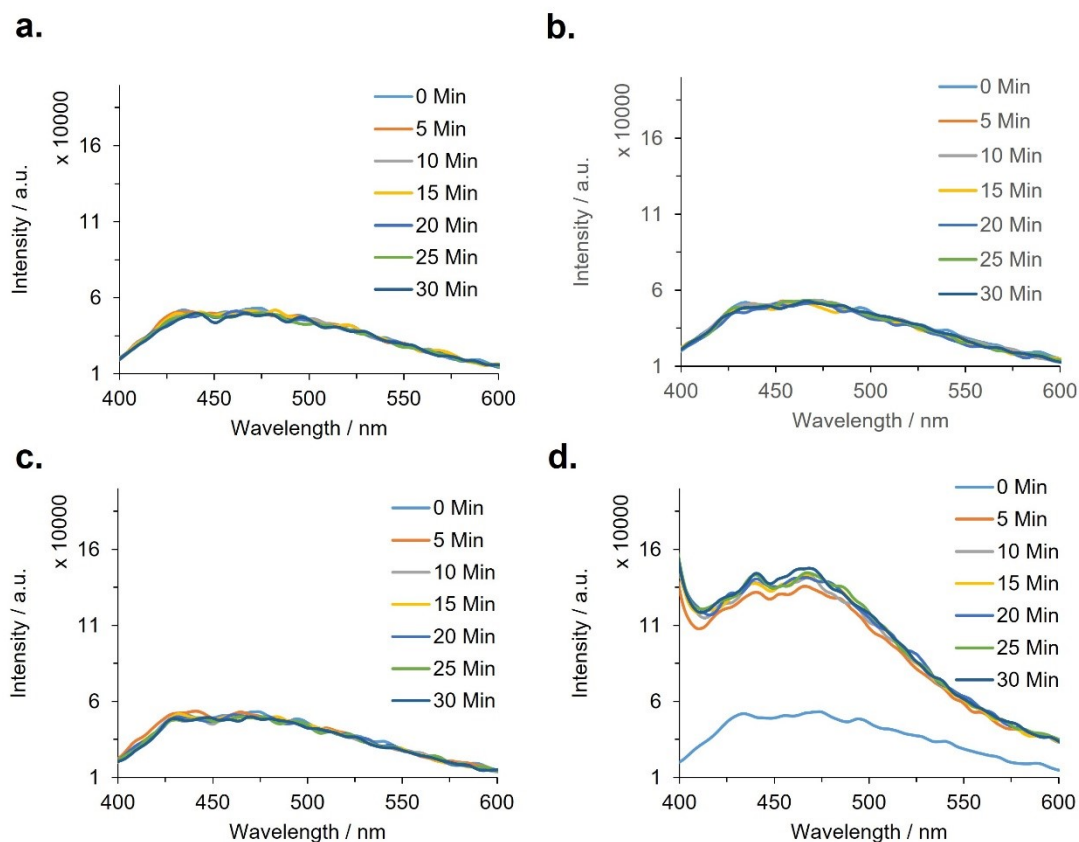 a.
Intensity / a.u.
x 10000
16
11
6
1
400
450
500
550
600
Wavelength / nm
0 Min
5 Min
10 Min
15 Min
20 Min
25 Min
30 Min
b.
Intensity / a.u.
x 10000
16
11
6
1
400
450
500
550
600
Wavelength / nm
0 Min
5 Min
10 Min
15 Min
20 Min
25 Min
30 Min
c.
Intensity / a.u.
x 10000
16
11
6
1
400
450
500
550
600
Wavelength / nm
0 Min
5 Min
10 Min
15 Min
20 Min
25 Min
30 Min
d.
Intensity / a.u.
x 10000
16
11
6
1
400
450
500
550
600
Wavelength / nm
0 Min
5 Min
10 Min
15 Min
20 Min
25 Min
30 Min